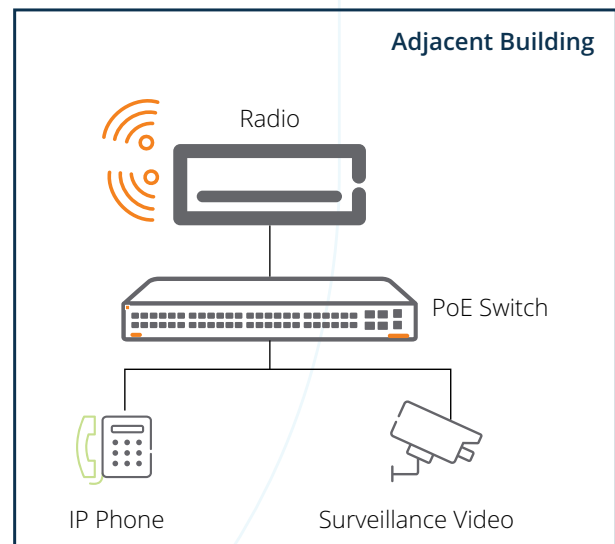 Adjacent Building
Radio
PoE Switch
IP Phone
Surveillance Video